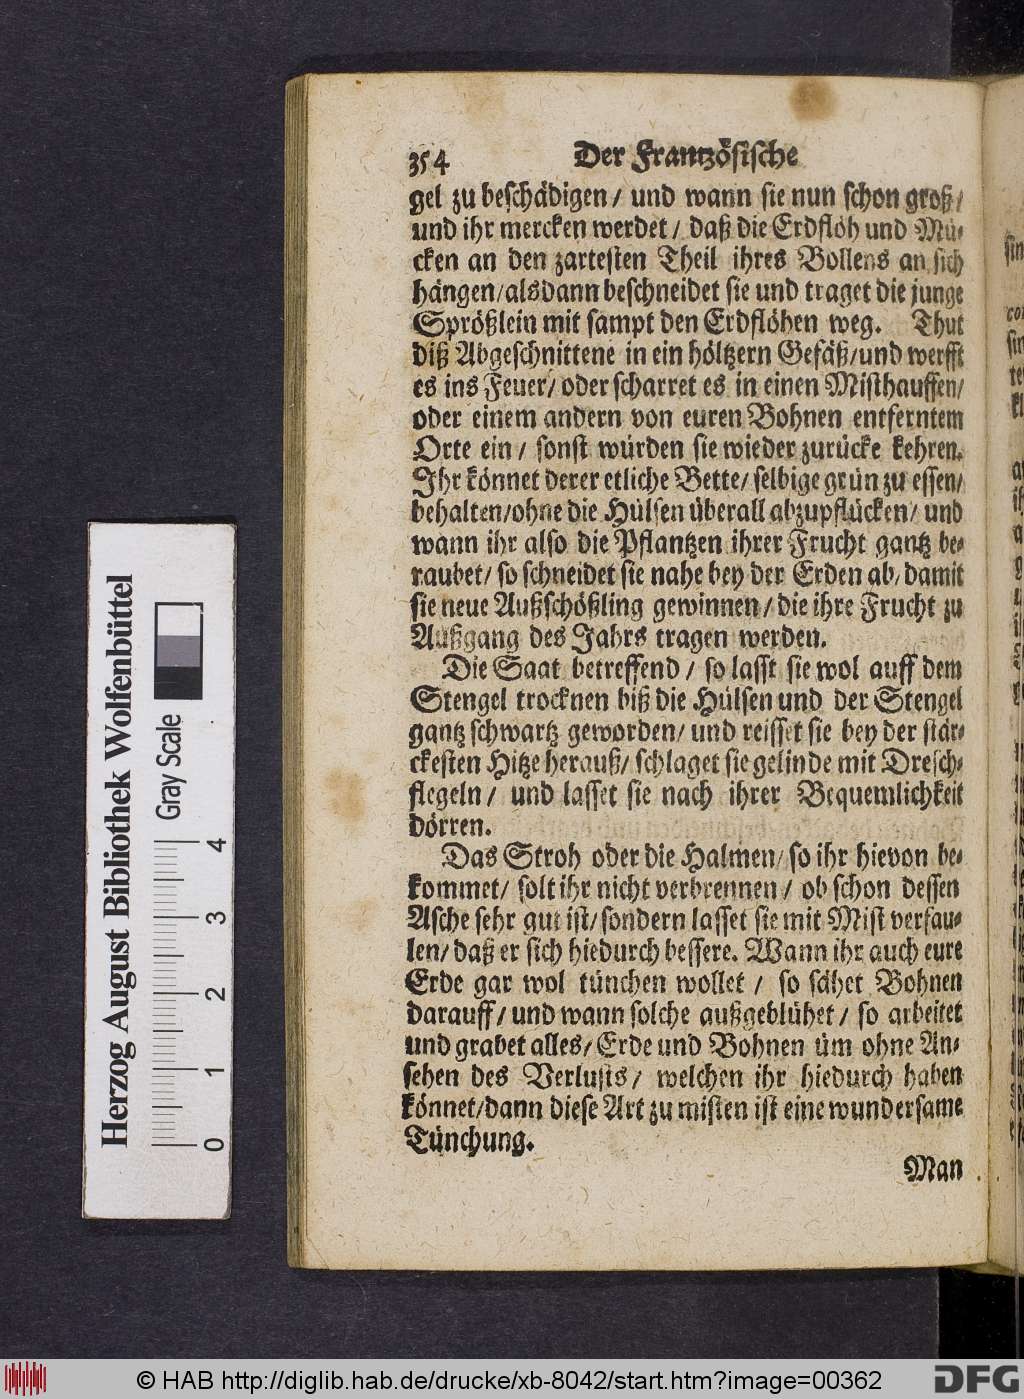 354 Der Frantzösische
gel zu beschädigen / und wann sie nun schon groß /
und ihr mercken werdet / daß die Erdflöh und Mü-
cken an den zartesten Theil ihres Bollens an sich
hängen / alsdann beschneidet sie und traget die junge
Sprößlein mit sampt den Erdflöhen weg. Thut
diß Abgeschnittene in ein höltzern Gefäß / und werfft
es ins Feuer / oder scharret es in einen Misthauffen /
oder einem andern von euren Bohnen entferntem
Orte ein / sonst würden sie wieder zurücke kehren.
Ihr könnet derer etliche Bette / selbige grün zu essen /
behalten / ohne die Hülsen überall abzupflücken / und
wann ihr also die Pflantzen ihrer Frucht gantz be-
raubet / so schneidet sie nahe bey der Erden ab / damit
sie neue Außschößling gewinnen / die ihre Frucht zu
Außgang des Jahrs tragen werden.
Die Saat betreffend / so lasst sie wol auff dem
Stengel trocknen biß die Hülsen und der Stengel
gantz schwartz geworden / und reisset sie bey der stär-
ckesten Hitze herauß / schlaget sie gelinde mit Dresch-
flegeln / und lasset sie nach ihrer Bequemlichkeit
dörren.
Das Stroh oder die Halmen / so ihr hievon be-
kommet / solt ihr nicht verbrennen / ob schon dessen
Asche sehr gut ist / sondern lasset sie mit Mist verfau-
len / daß er sich hiedurch bessere. Wann ihr auch eure
Erde gar wol tünchen wollet / so sähet Bohnen
darauff / und wann solche außgeblühet / so arbeitet
und grabet alles / Erde und Bohnen üm ohne An-
sehen des Verlusts / welchen ihr hiedurch haben
könnet / dann diese Art zu misten ist eine wundersame
Tünchung.
Man
Herzog August Bibliothek Wolfenbüttel
Gray Scale
0 1 2 3 4
© HAB http://diglib.hab.de/drucke/xb-8042/start.htm?image=00362
DFG